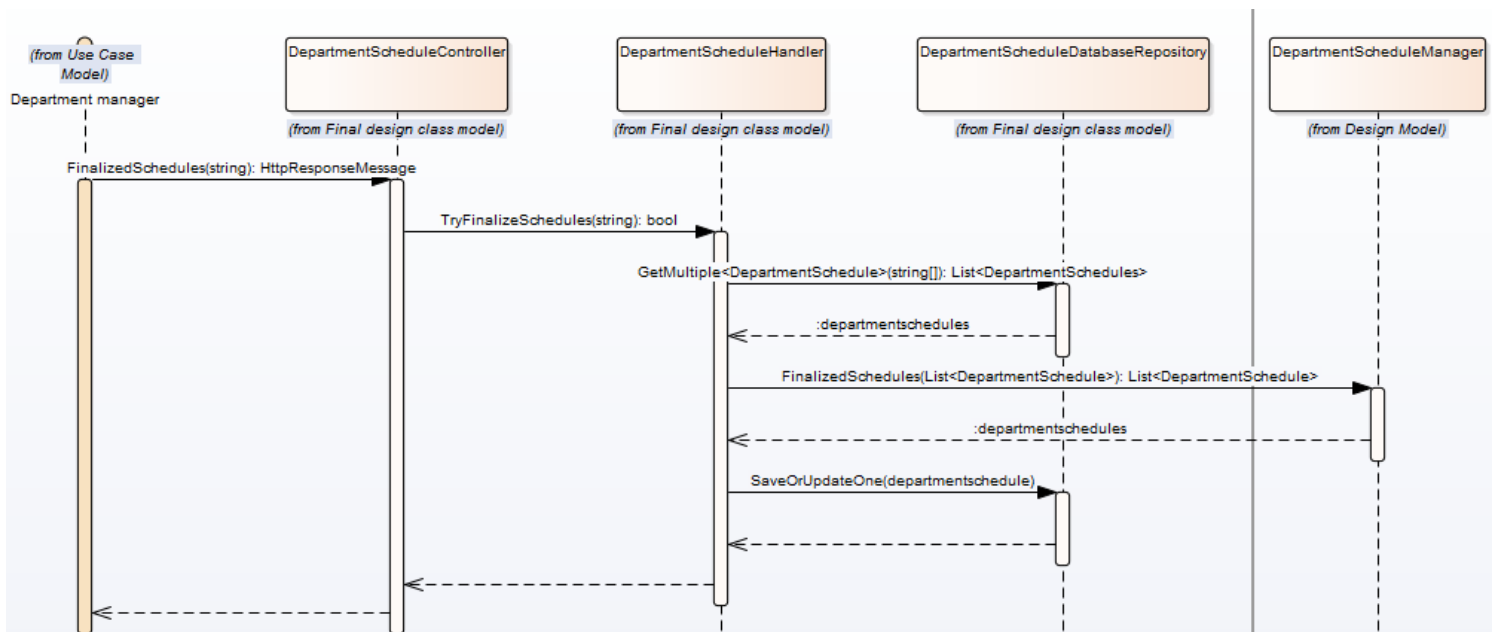 (from Use Case
Model)
Department manager
DepartmentScheduleController
(from Final design class model)
DepartmentScheduleHandler
(from Final design class model)
DepartmentScheduleDatabaseRepository
(from Final design class model)
DepartmentScheduleManager
(from Design Model)
FinalizedSchedules(string): HttpResponseMessage
TryFinalizeSchedules(string): bool
GetMultiple<DepartmentSchedule>(string[]): List<DepartmentSchedules>
:departmentschedules
FinalizedSchedules(List<DepartmentSchedule>): List<DepartmentSchedule>
:departmentschedules
SaveOrUpdateOne(departmentschedule)